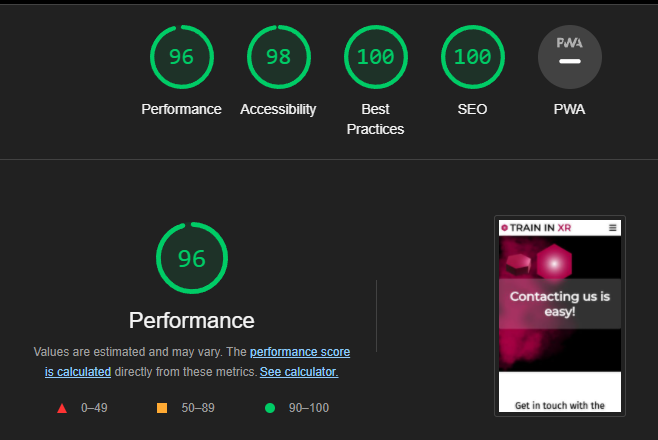 96
98
100
100
PWA
Performance
Accessibility
Best
Practices
SEO
PWA
96
Performance
Values are estimated and may vary. The performance score
is calculated directly from these metrics. See calculator.
0–49
50–89
90–100
TRAIN IN XR
Contacting us is
easy!
Get in touch with the